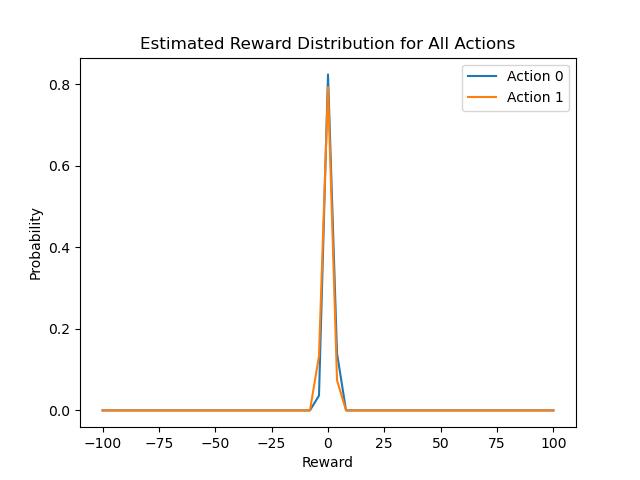 Estimated Reward Distribution for All Actions
Action 0
Action 1
Probability
0.8
0.6
0.4
0.2
0.0
−100
−75
−50
−25
0
25
50
75
100
Reward